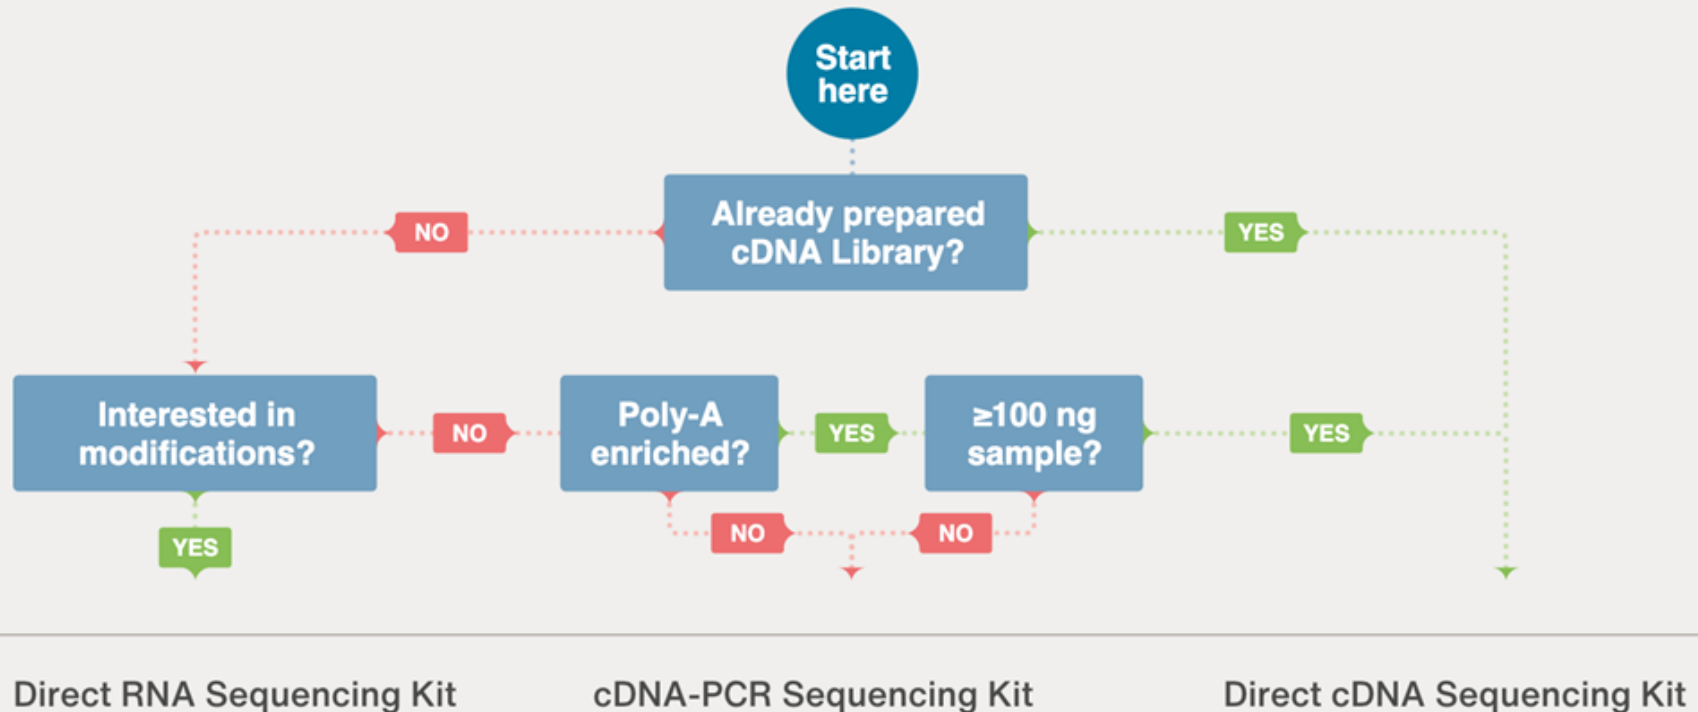 Start
here
Already prepared
cDNA Library?
NO
YES
Interested in
modifications?
NO
Poly-A
enriched?
YES
≥100 ng
sample?
YES
YES
NO
NO
Direct RNA Sequencing Kit
cDNA-PCR Sequencing Kit
Direct cDNA Sequencing Kit